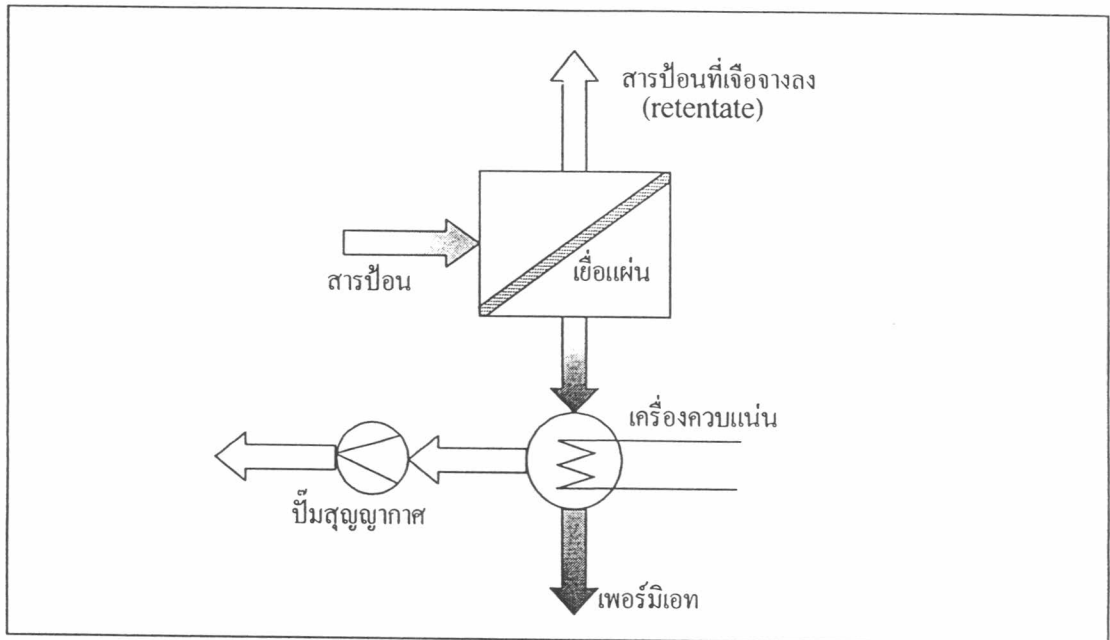 สารป้อนที่เจือจางลง
(retentate)
สารป้อน
เยื่อแผ่น
เครื่องควบแน่น
ปั๊มสุญญากาศ
เพอร์มิเอท